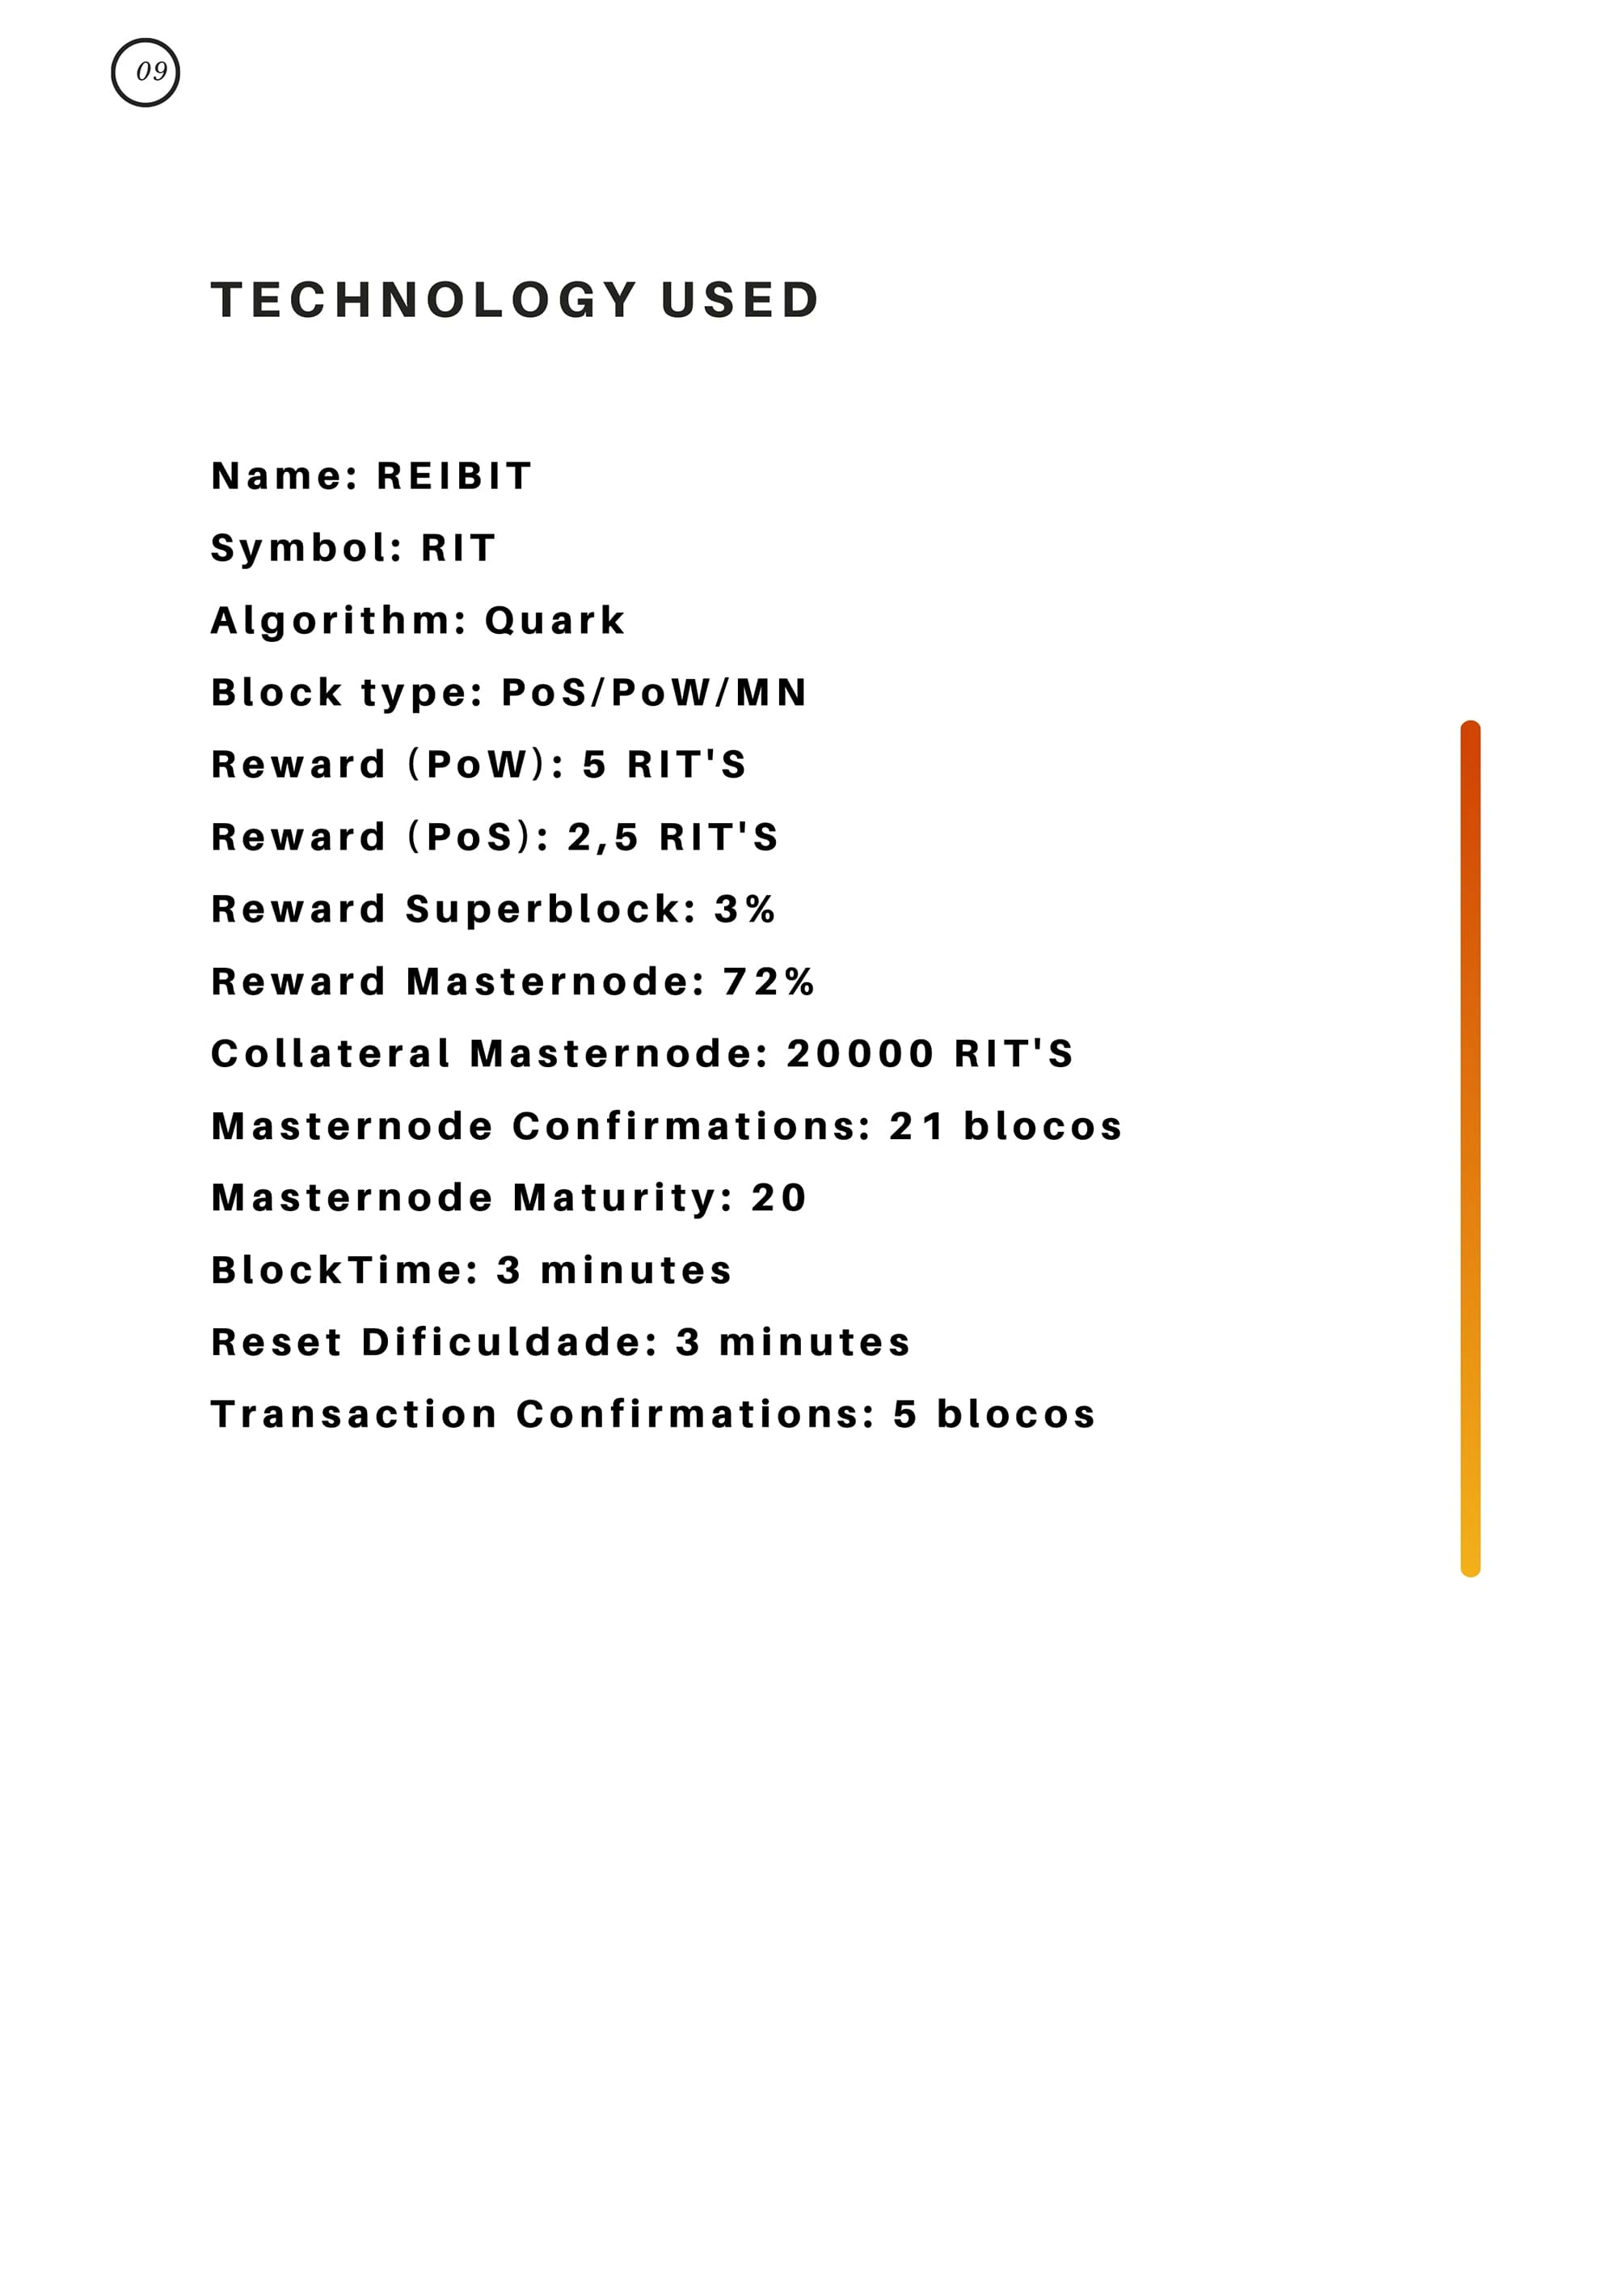 09
TECHNOLOGY USED
Name: REIBIT
Symbol: RIT
Algorithm: Quark
Block type: PoS/PoW/MN
Reward (PoW): 5 RIT'S
Reward (PoS): 2,5 RIT'S
Reward Superblock: 3%
Reward Masternode: 72%
Collateral Masternode: 20000 RIT'S
Masternode Confirmations: 21 blocos
Masternode Maturity: 20
BlockTime: 3 minutes
Reset Dificuldade: 3 minutes
Transaction Confirmations: 5 blocos